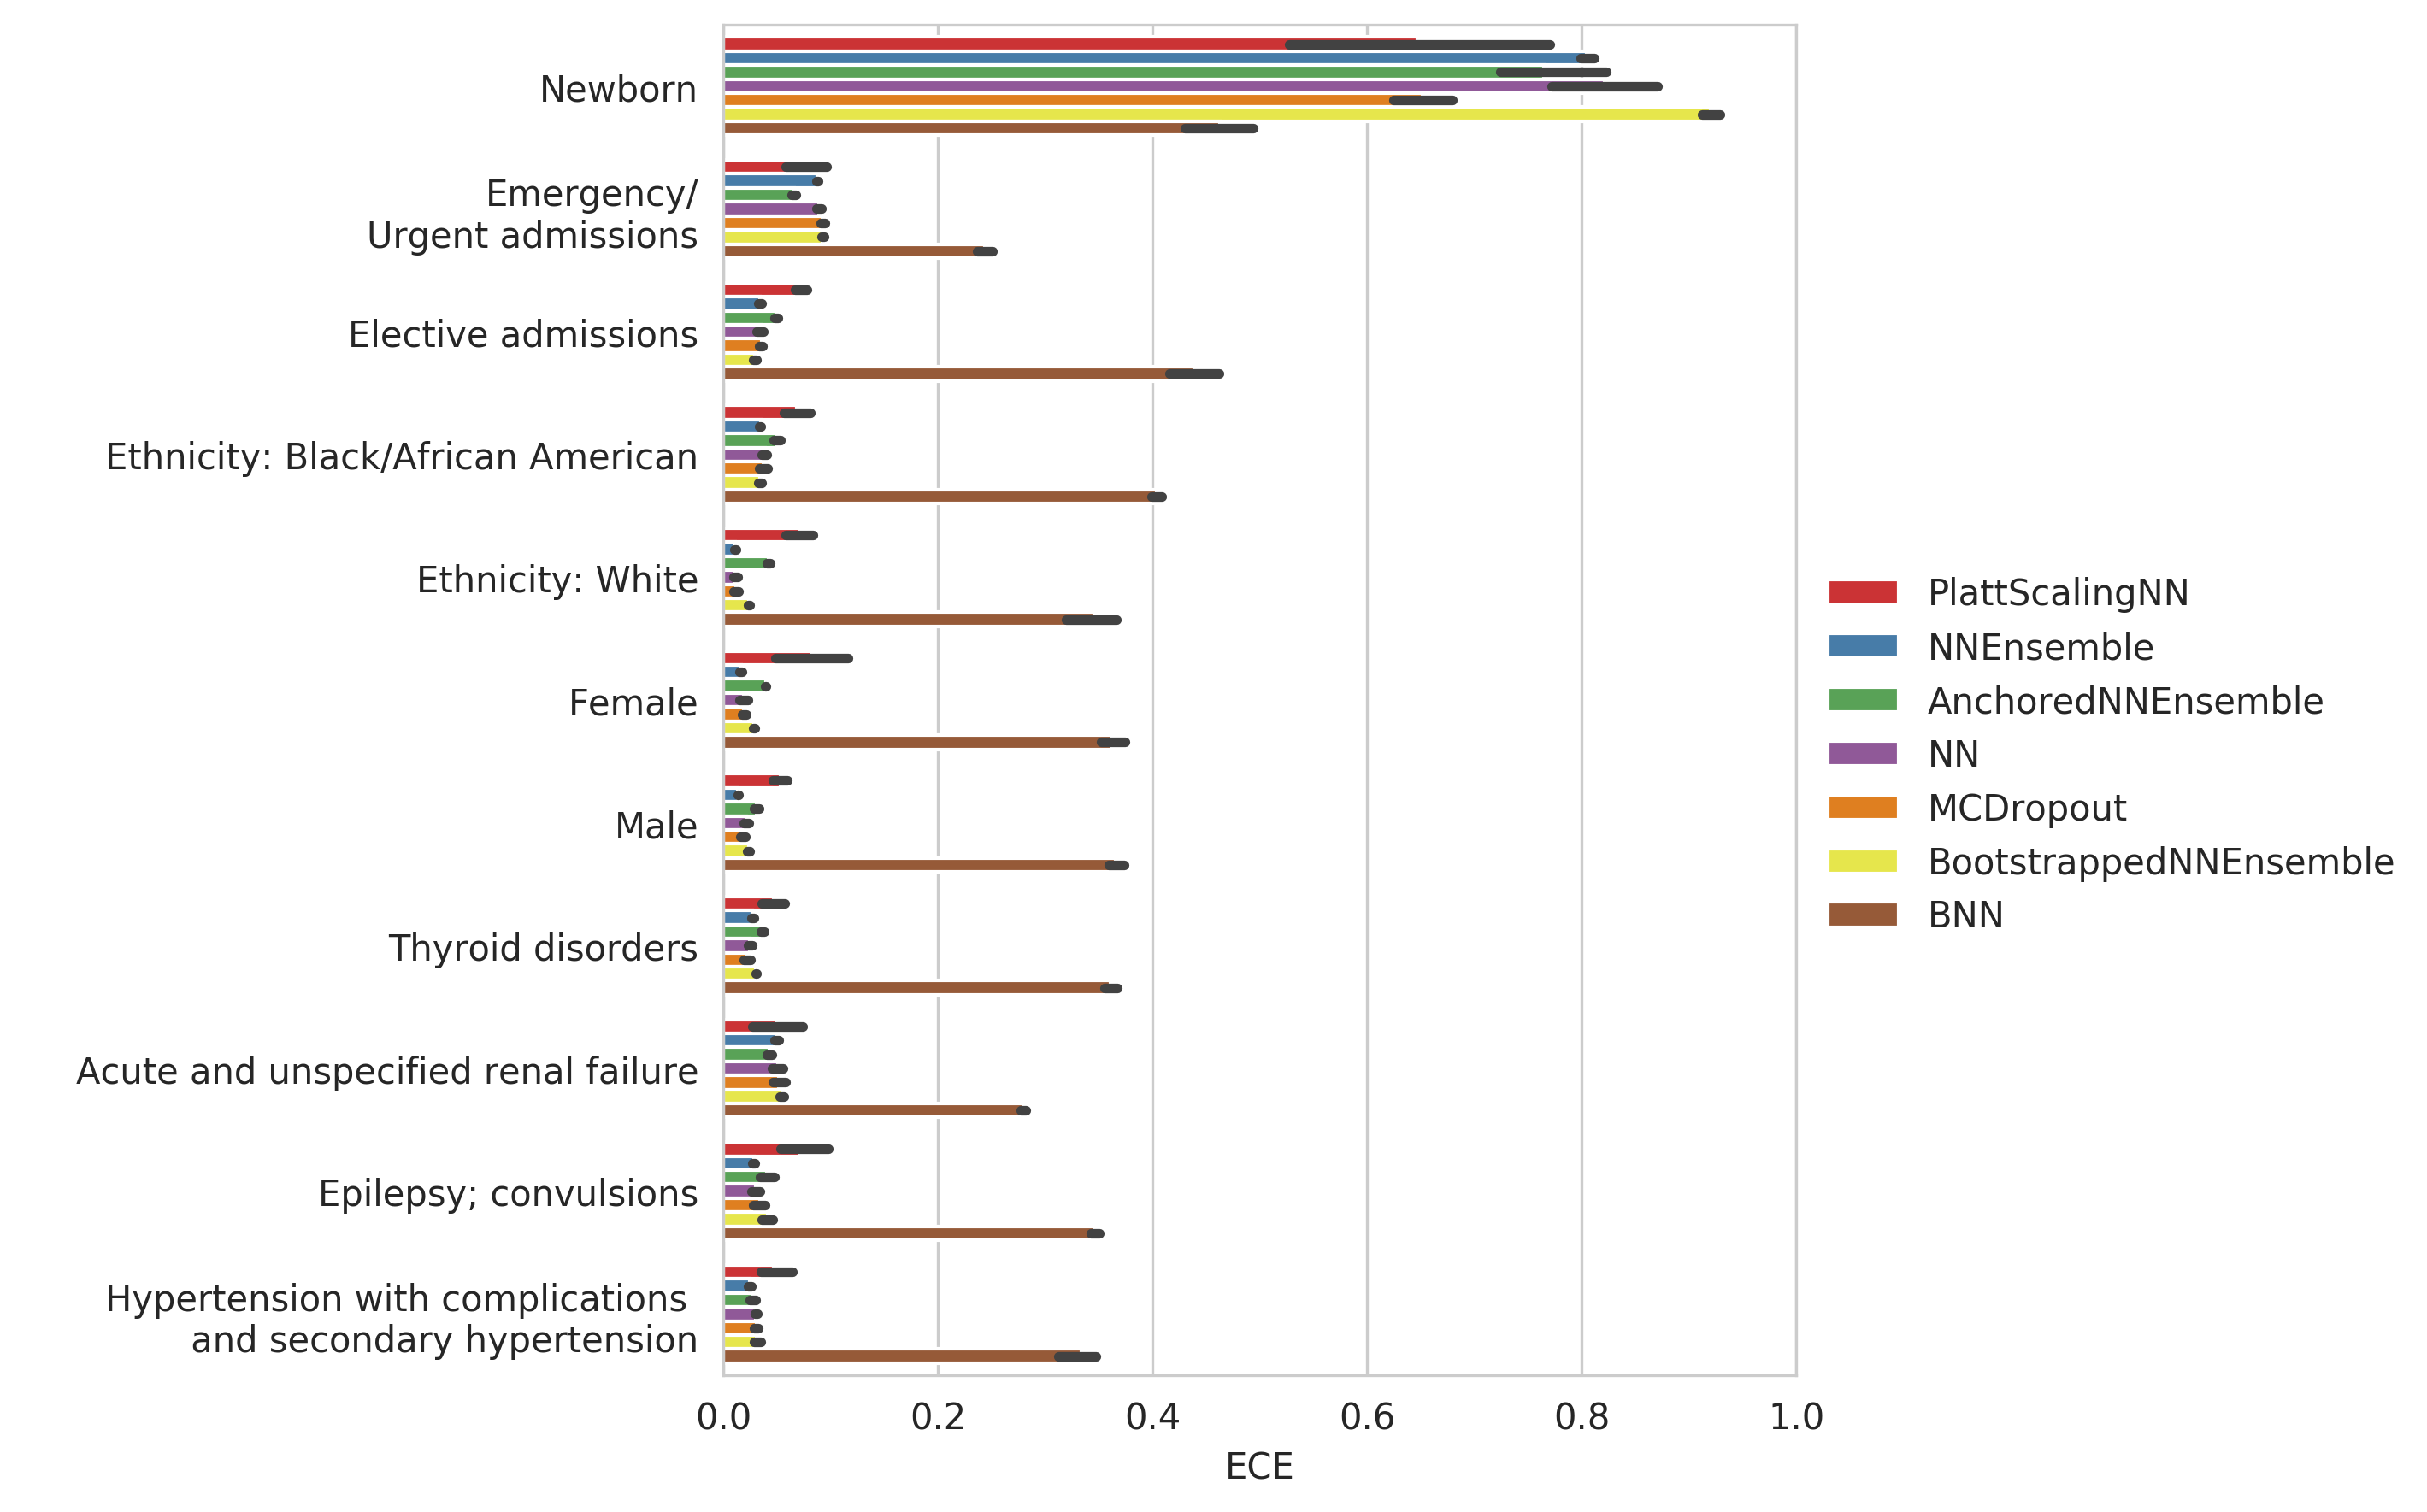 Newborn
Emergency/
Urgent admissions
Elective admissions
Ethnicity: Black/African American
Ethnicity: White
Female
Male
Thyroid disorders
Acute and unspecified renal failure
Epilepsy; convulsions
Hypertension with complications
and secondary hypertension
0.0 0.2 0.4 0.6 0.8 1.0
ECE
PlattScalingNN
NNEnsemble
AnchoredNNEnsemble
NN
MCDropout
BootstrappedNNEnsemble
BNN